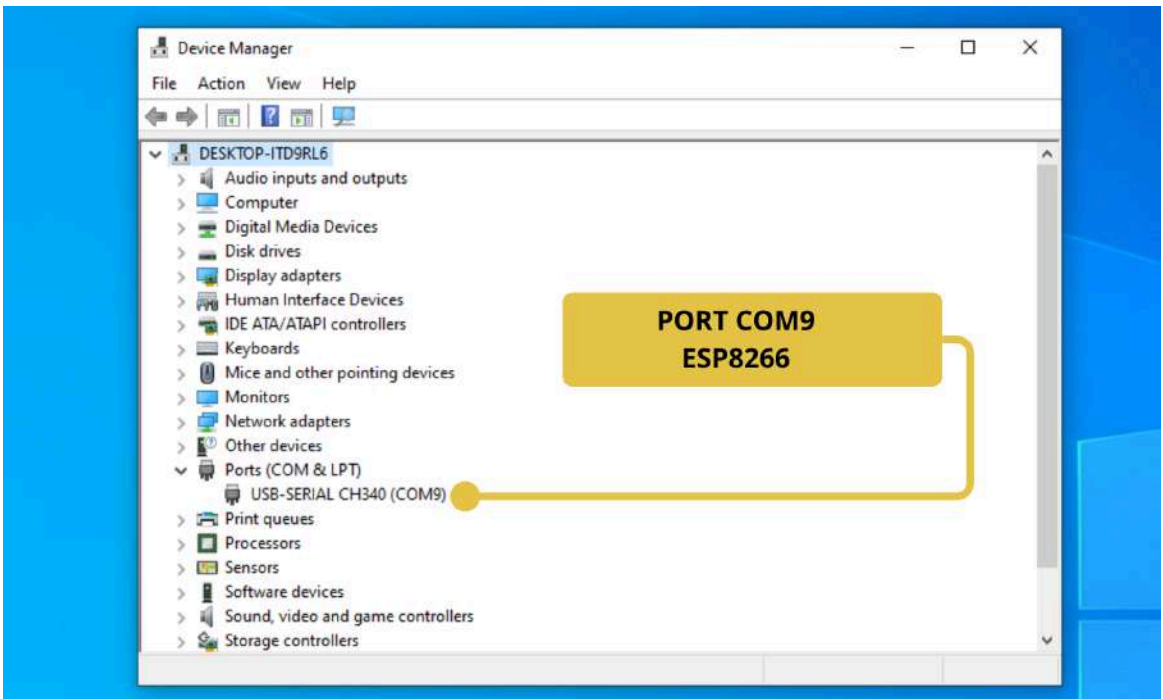 Device Manager
File Action View Help
DESKTOP-ITD9RL6
Audio inputs and outputs
Computer
Digital Media Devices
Disk drives
Display adapters
Human Interface Devices
IDE ATA/ATAPI controllers
Keyboards
Mice and other pointing devices
Monitors
Network adapters
Other devices
Ports (COM & LPT)
USB-SERIAL CH340 (COM9)
Print queues
Processors
Sensors
Software devices
Sound, video and game controllers
Storage controllers
PORT COM9
ESP8266